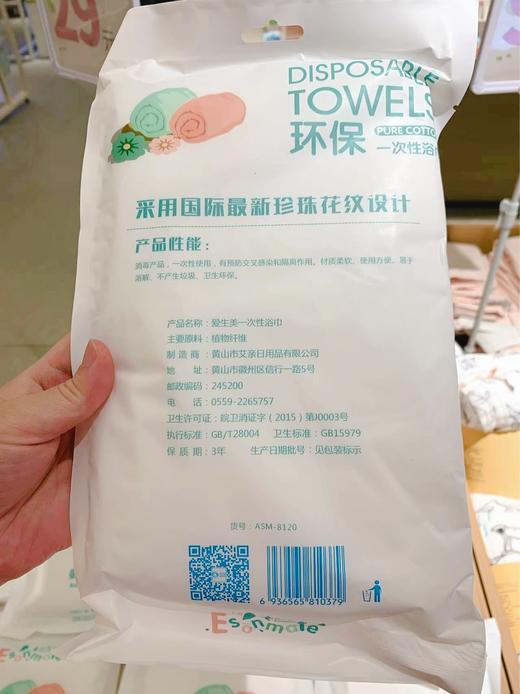 29元
DISPOSABLE
TOWELS
环保
PURE COTTO
一次性浴巾
采用国际最新珍珠花纹设计
产品性能：
消毒产品，一次性使用，有预防交叉感染和隔离作用。材质柔软、使用方便、易于
溶解、不产生垃圾、卫生环保。
产品名称：爱生美一次性浴巾
主要原料：植物纤维
制造商：黄山市艾亲日用品有限公司
地址：黄山市徽州区信行一路5号
邮政编码：245200
电话：0559-2265757
卫生许可证：皖卫消证字（2015）第J0003号
执行标准：GB/T28004 卫生标准：GB15979
保质期：3年 生产日期批号：见包装标示
货号：ASM-8120
6 936565 810379
Esonmate